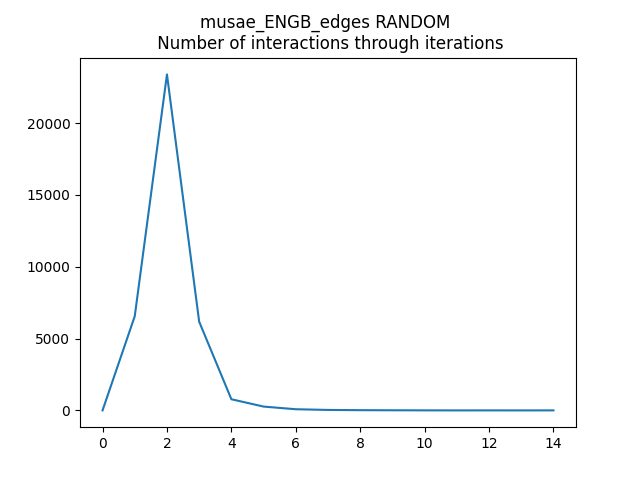 musae_ENGB_edges RANDOM
Number of interactions through iterations
20000
15000
10000
5000
0
0 2 4 6 8 10 12 14